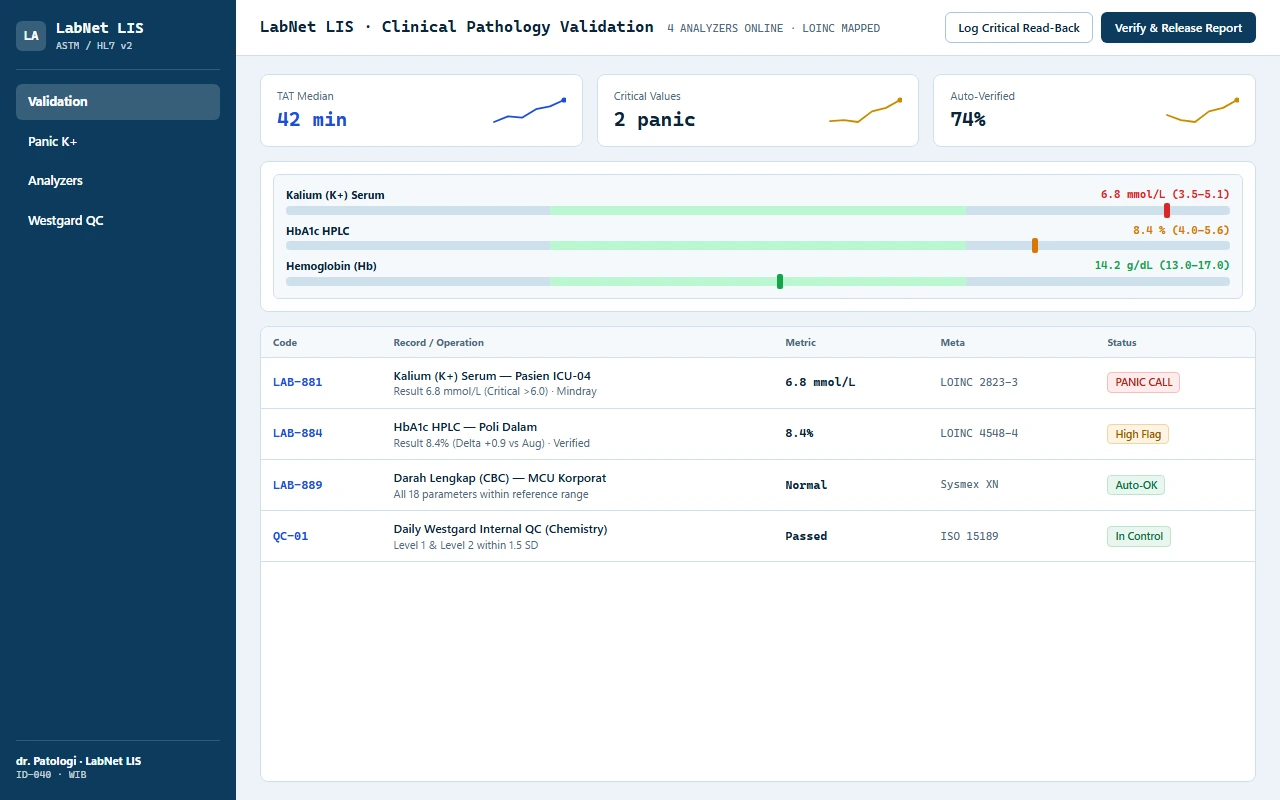 LA
LabNet LIS
ASTM / HL7 v2
Validation
Panic K+
Analyzers
Westgard QC
dr. Patologi · LabNet LIS
ID-040 · WIB
LabNet LIS · Clinical Pathology Validation
4 ANALYZERS ONLINE · LOINC MAPPED
Log Critical Read-Back
Verify & Release Report
TAT Median
42 min
Critical Values
2 panic
Auto-Verified
74%
Kalium (K+) Serum
6.8 mmol/L (3.5–5.1)
HbA1c HPLC
8.4 % (4.0–5.6)
Hemoglobin (Hb)
14.2 g/dL (13.0–17.0)
Code Record / Operation Metric Meta Status
LAB-881
Kalium (K+) Serum — Pasien ICU-04
Result 6.8 mmol/L (Critical >6.0) · Mindray
6.8 mmol/L
LOINC 2823-3
PANIC CALL
LAB-884
HbA1c HPLC — Poli Dalam
Result 8.4% (Delta +0.9 vs Aug) · Verified
8.4%
LOINC 4548-4
High Flag
LAB-889
Darah Lengkap (CBC) — MCU Korporat
All 18 parameters within reference range
Normal
Sysmex XN
Auto-OK
QC-01
Daily Westgard Internal QC (Chemistry)
Level 1 & Level 2 within 1.5 SD
Passed
ISO 15189
In Control